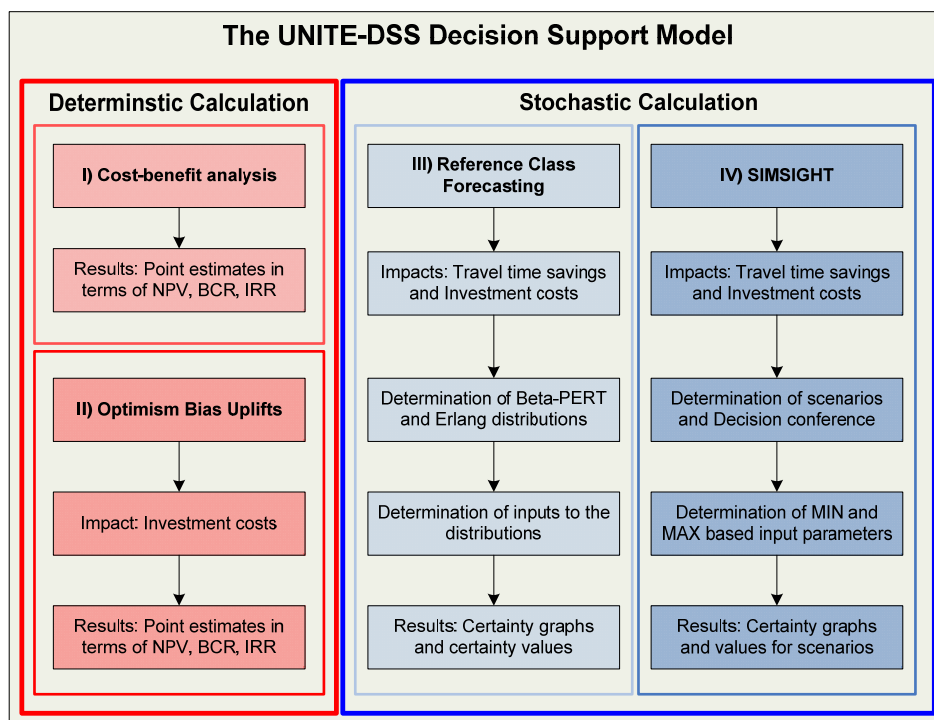 The UNITE-DSS Decision Support Model
Determinstic Calculation
I) Cost-benefit analysis
Results: Point estimates in
terms of NPV, BCR, IRR
II) Optimism Bias Uplifts
Impact: Investment costs
Results: Point estimates in
terms of NPV, BCR, IRR
Stochastic Calculation
III) Reference Class
Forecasting
Impacts: Travel time savings
and Investment costs
Determination of Beta-PERT
and Erlang distributions
Determination of inputs to the
distributions
Results: Certainty graphs
and certainty values
IV) SIMSIGHT
Impacts: Travel time savings
and Investment costs
Determination of scenarios
and Decision conference
Determination of MIN and
MAX based input parameters
Results: Certainty graphs
and values for scenarios